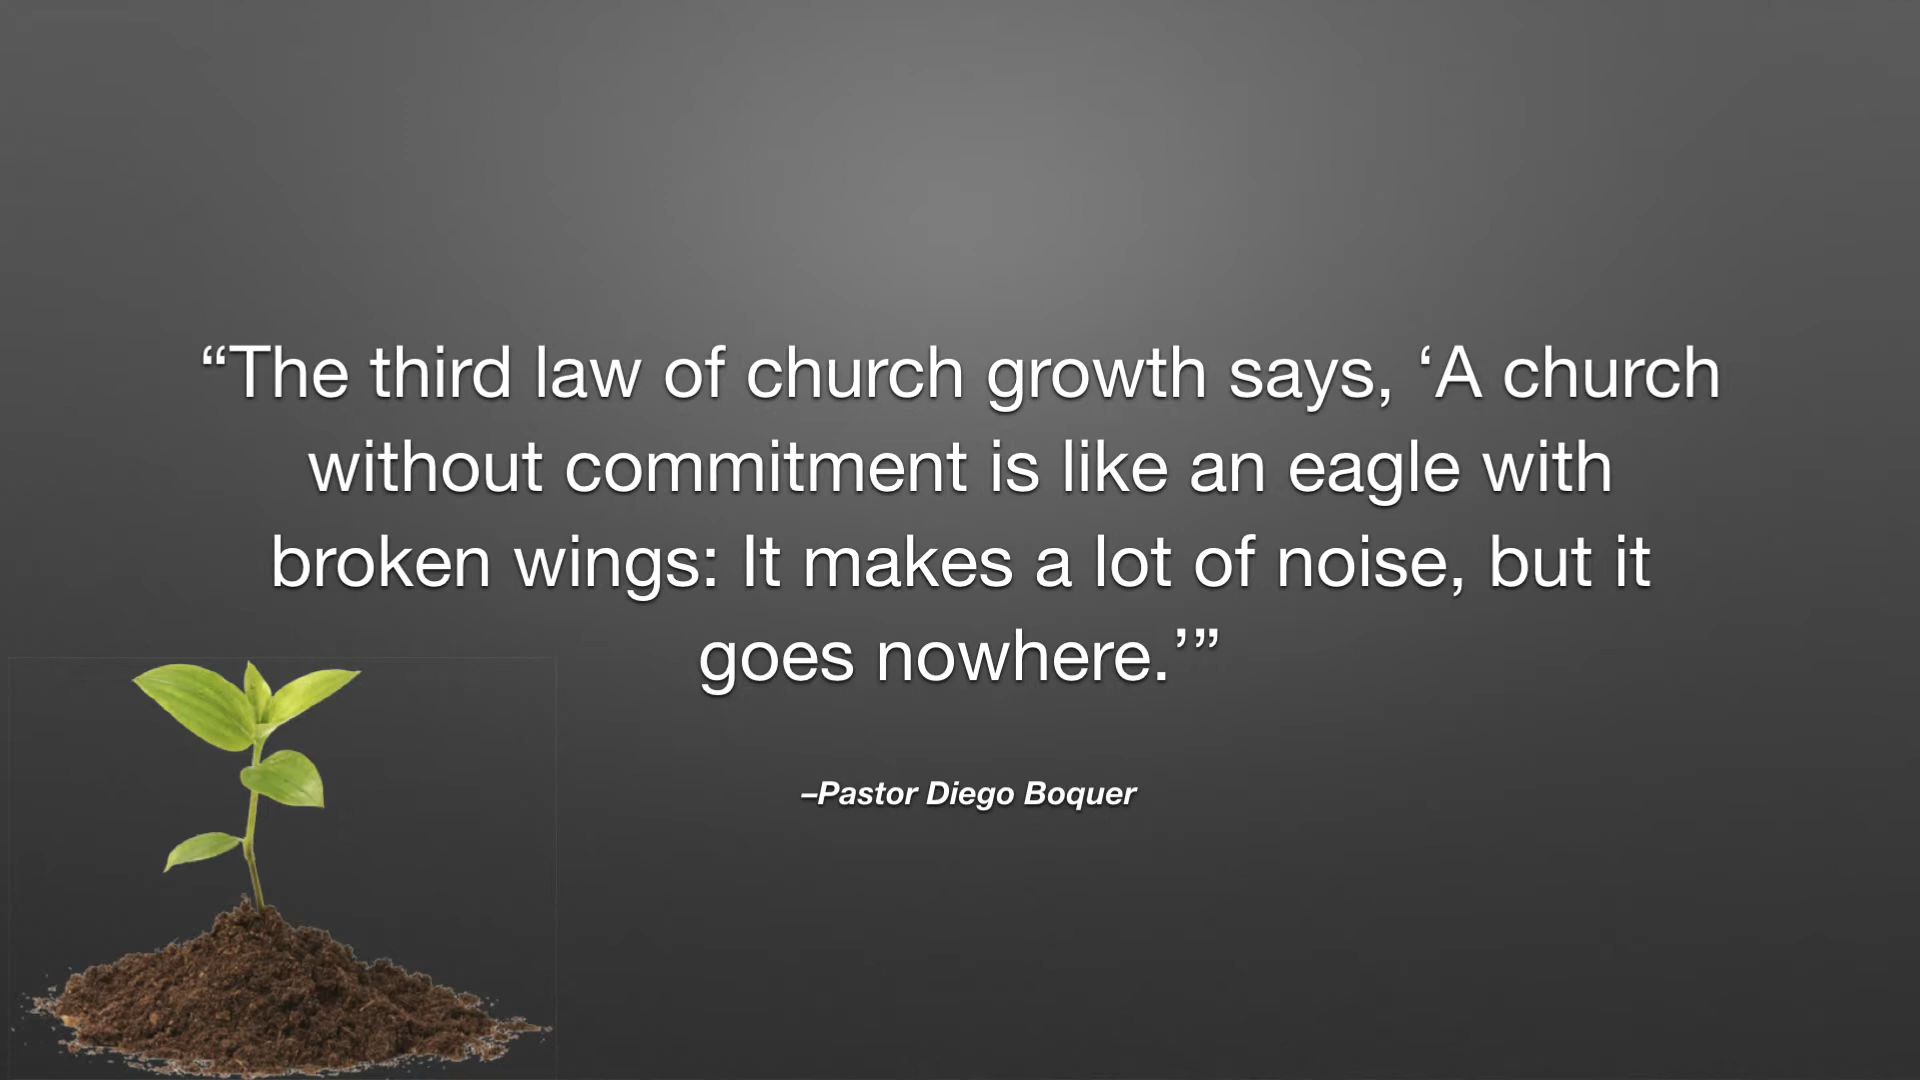 “The third law of church growth says, ‘A church
without commitment is like an eagle with
broken wings: It makes a lot of noise, but it
goes nowhere.’”
–Pastor Diego Boquer